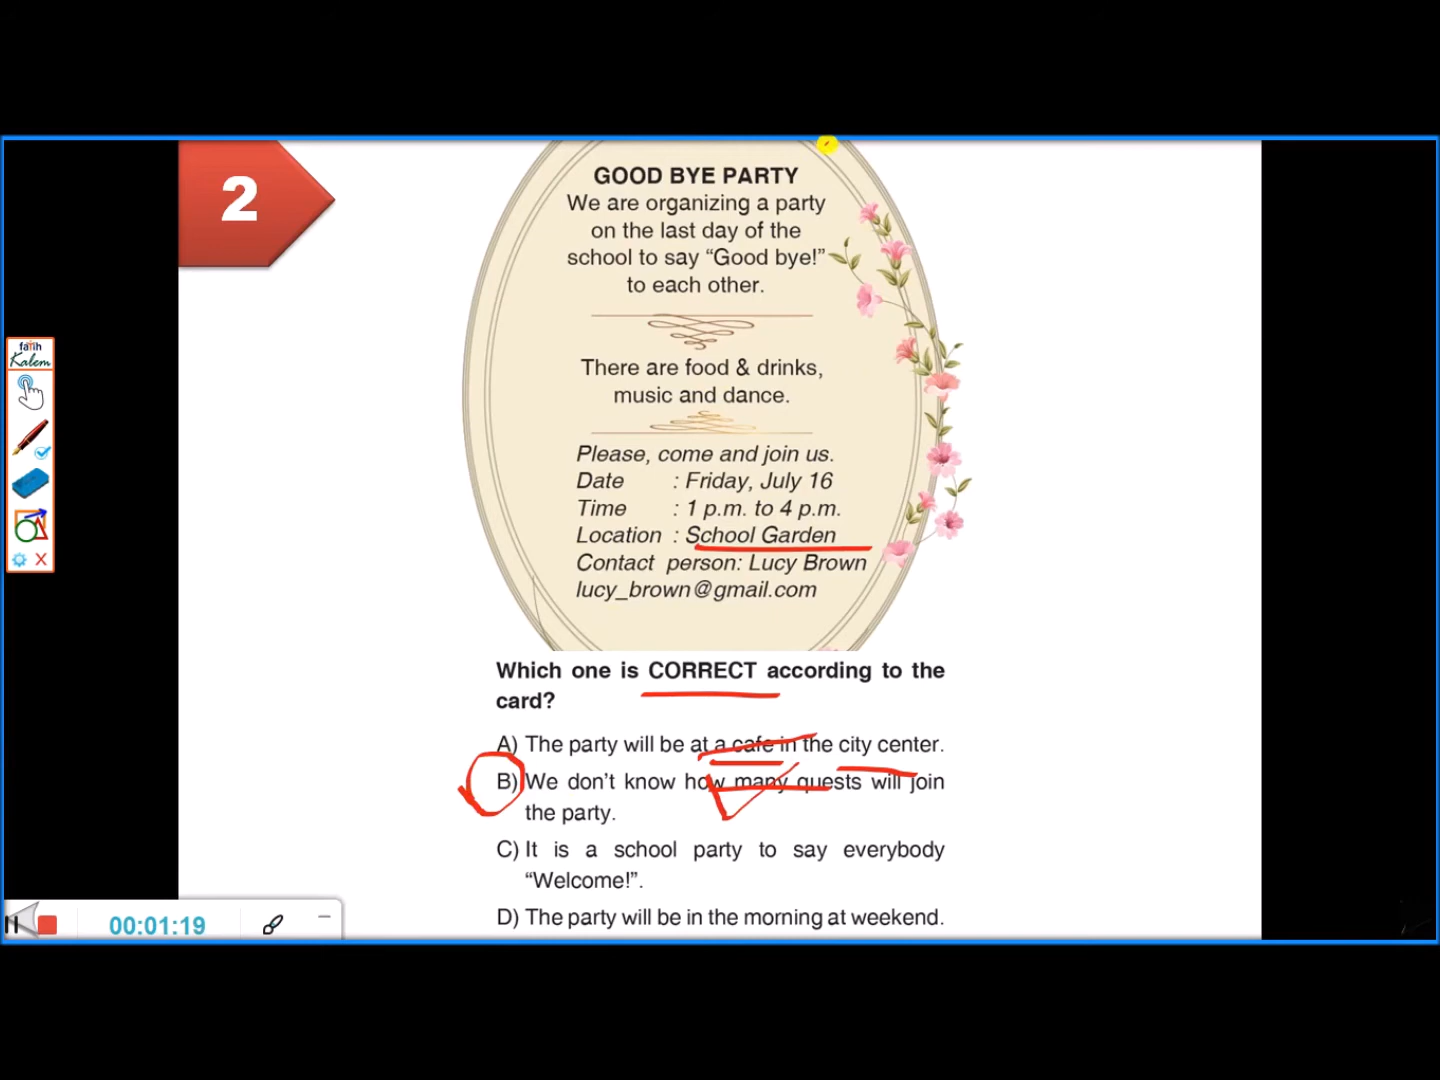 2
GOOD BYE PARTY
We are organizing a party
on the last day of the
school to say “Good bye!”
to each other.
There are food & drinks,
music and dance.
Please, come and join us.
Date : Friday, July 16
Time : 1 p.m. to 4 p.m.
Location : School Garden
Contact person: Lucy Brown
lucy_brown@gmail.com
Which one is CORRECT according to the
card?
A) The party will be at a cafe in the city center.
B) We don’t know how many quests will join
the party.
C) It is a school party to say everybody
“Welcome!”.
D) The party will be in the morning at weekend.
fatih
Kalem
00:01:19